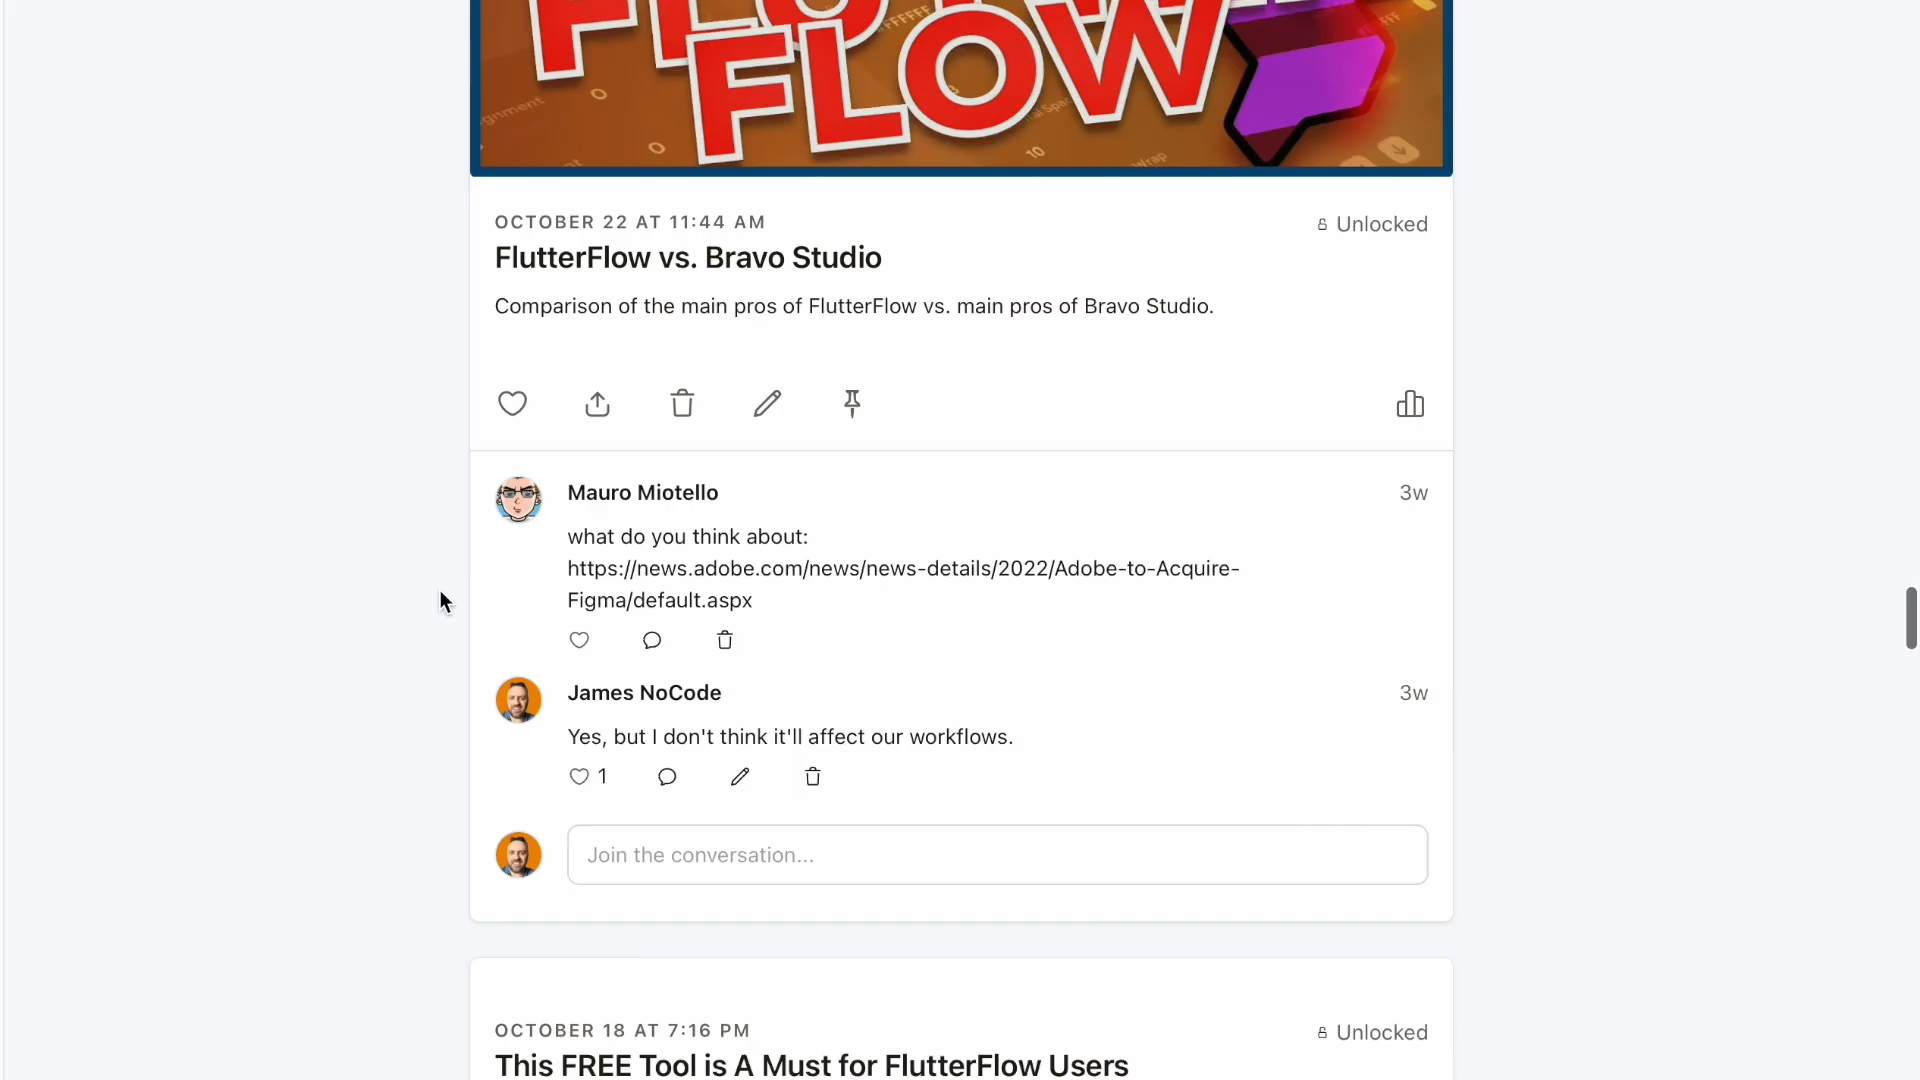 FLOW
OCTOBER 22 AT 11:44 AM
Unlocked
FlutterFlow vs. Bravo Studio
Comparison of the main pros of FlutterFlow vs. main pros of Bravo Studio.
Mauro Miotello
3w
what do you think about:
https://news.adobe.com/news/news-details/2022/Adobe-to-Acquire-
Figma/default.aspx
James NoCode
3w
Yes, but I don't think it'll affect our workflows.
1
Join the conversation...
OCTOBER 18 AT 7:16 PM
Unlocked
This FREE Tool is A Must for FlutterFlow Users